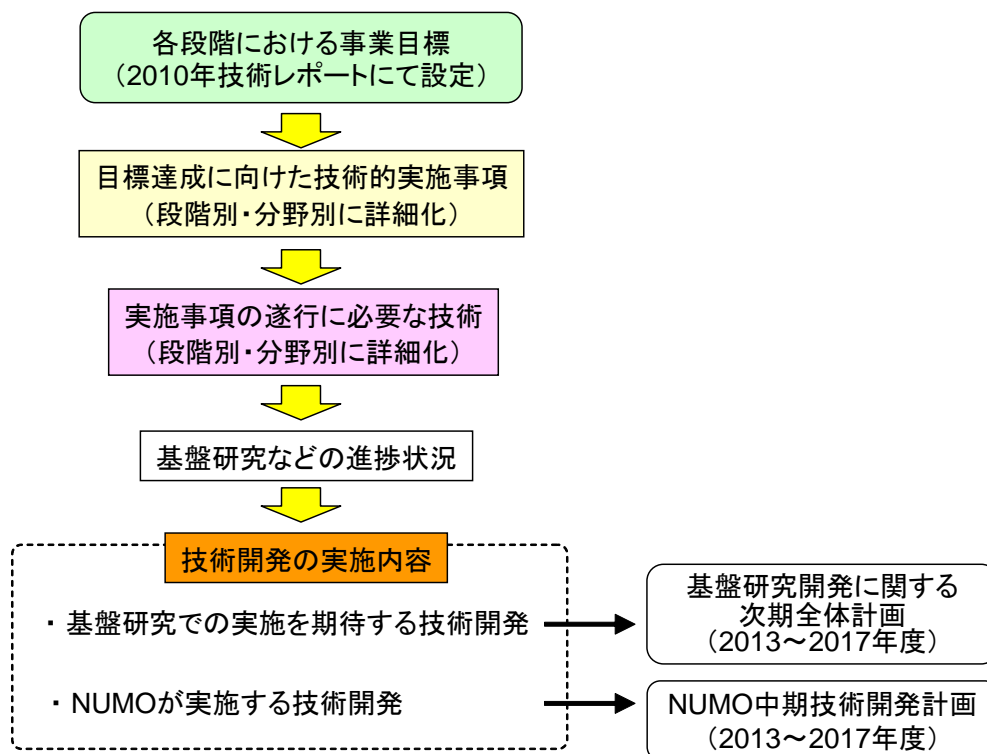 各段階における事業目標
（2010年技術レポートにて設定）
目標達成に向けた技術的実施事項
（段階別・分野別に詳細化）
実施事項の遂行に必要な技術
（段階別・分野別に詳細化）
基盤研究などの進捗状況
技術開発の実施内容
・ 基盤研究での実施を期待する技術開発
基盤研究開発に関する
次期全体計画
（2013～2017年度）
・ NUMOが実施する技術開発
NUMO中期技術開発計画
（2013～2017年度）